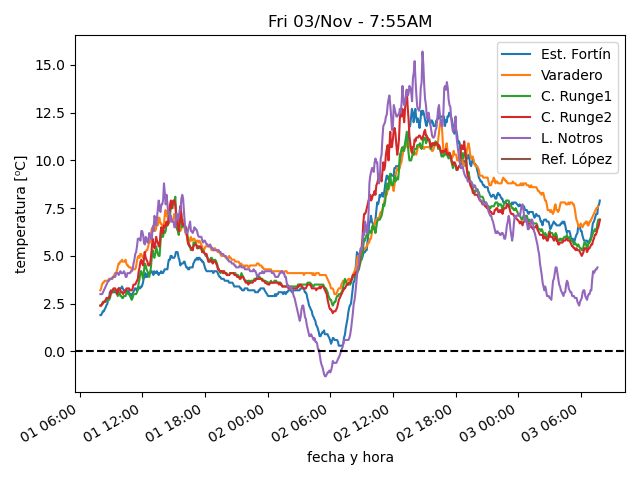 Fri 03/Nov - 7:55AM
temperatura [ºC]
15.0
12.5
10.0
7.5
5.0
2.5
0.0
Est. Fortín
Varadero
C. Runge1
C. Runge2
L. Notros
Ref. López
01 06:00
01 12:00
01 18:00
02 00:00
02 06:00
02 12:00
02 18:00
03 00:00
03 06:00
fecha y hora